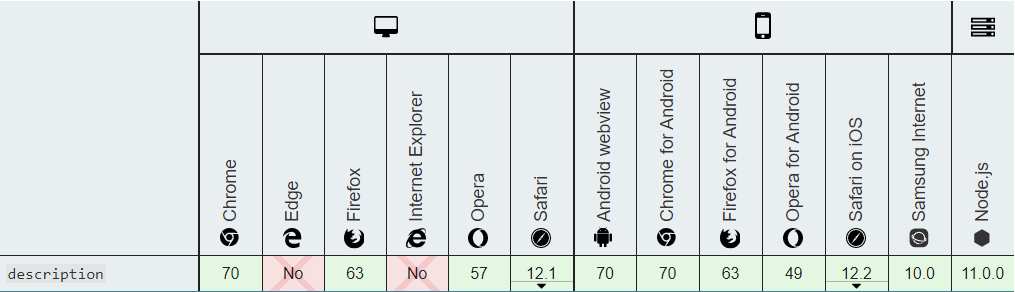 Chrome
Edge
Firefox
Internet Explorer
Opera
Safari
Android webview
Chrome for Android
Firefox for Android
Opera for Android
Safari on iOS
Samsung Internet
Node.js
description 70 No 63 No 57 12.1 70 70 63 49 12.2 10.0 11.0.0